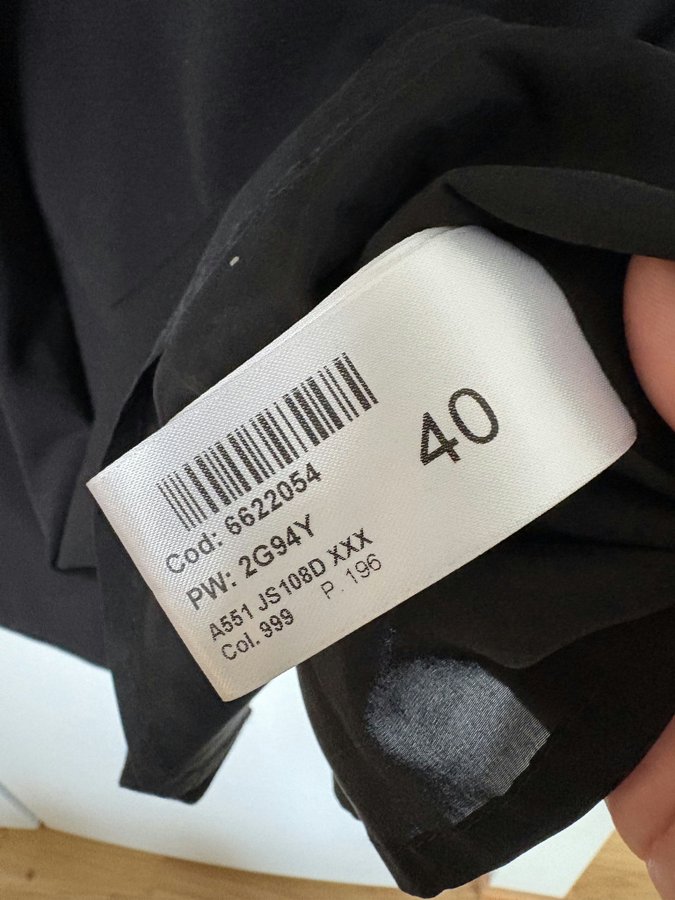 40
Cod: 6622054
PW: 2G94Y
A551 JS108D XXX
Col. 999 P. 196